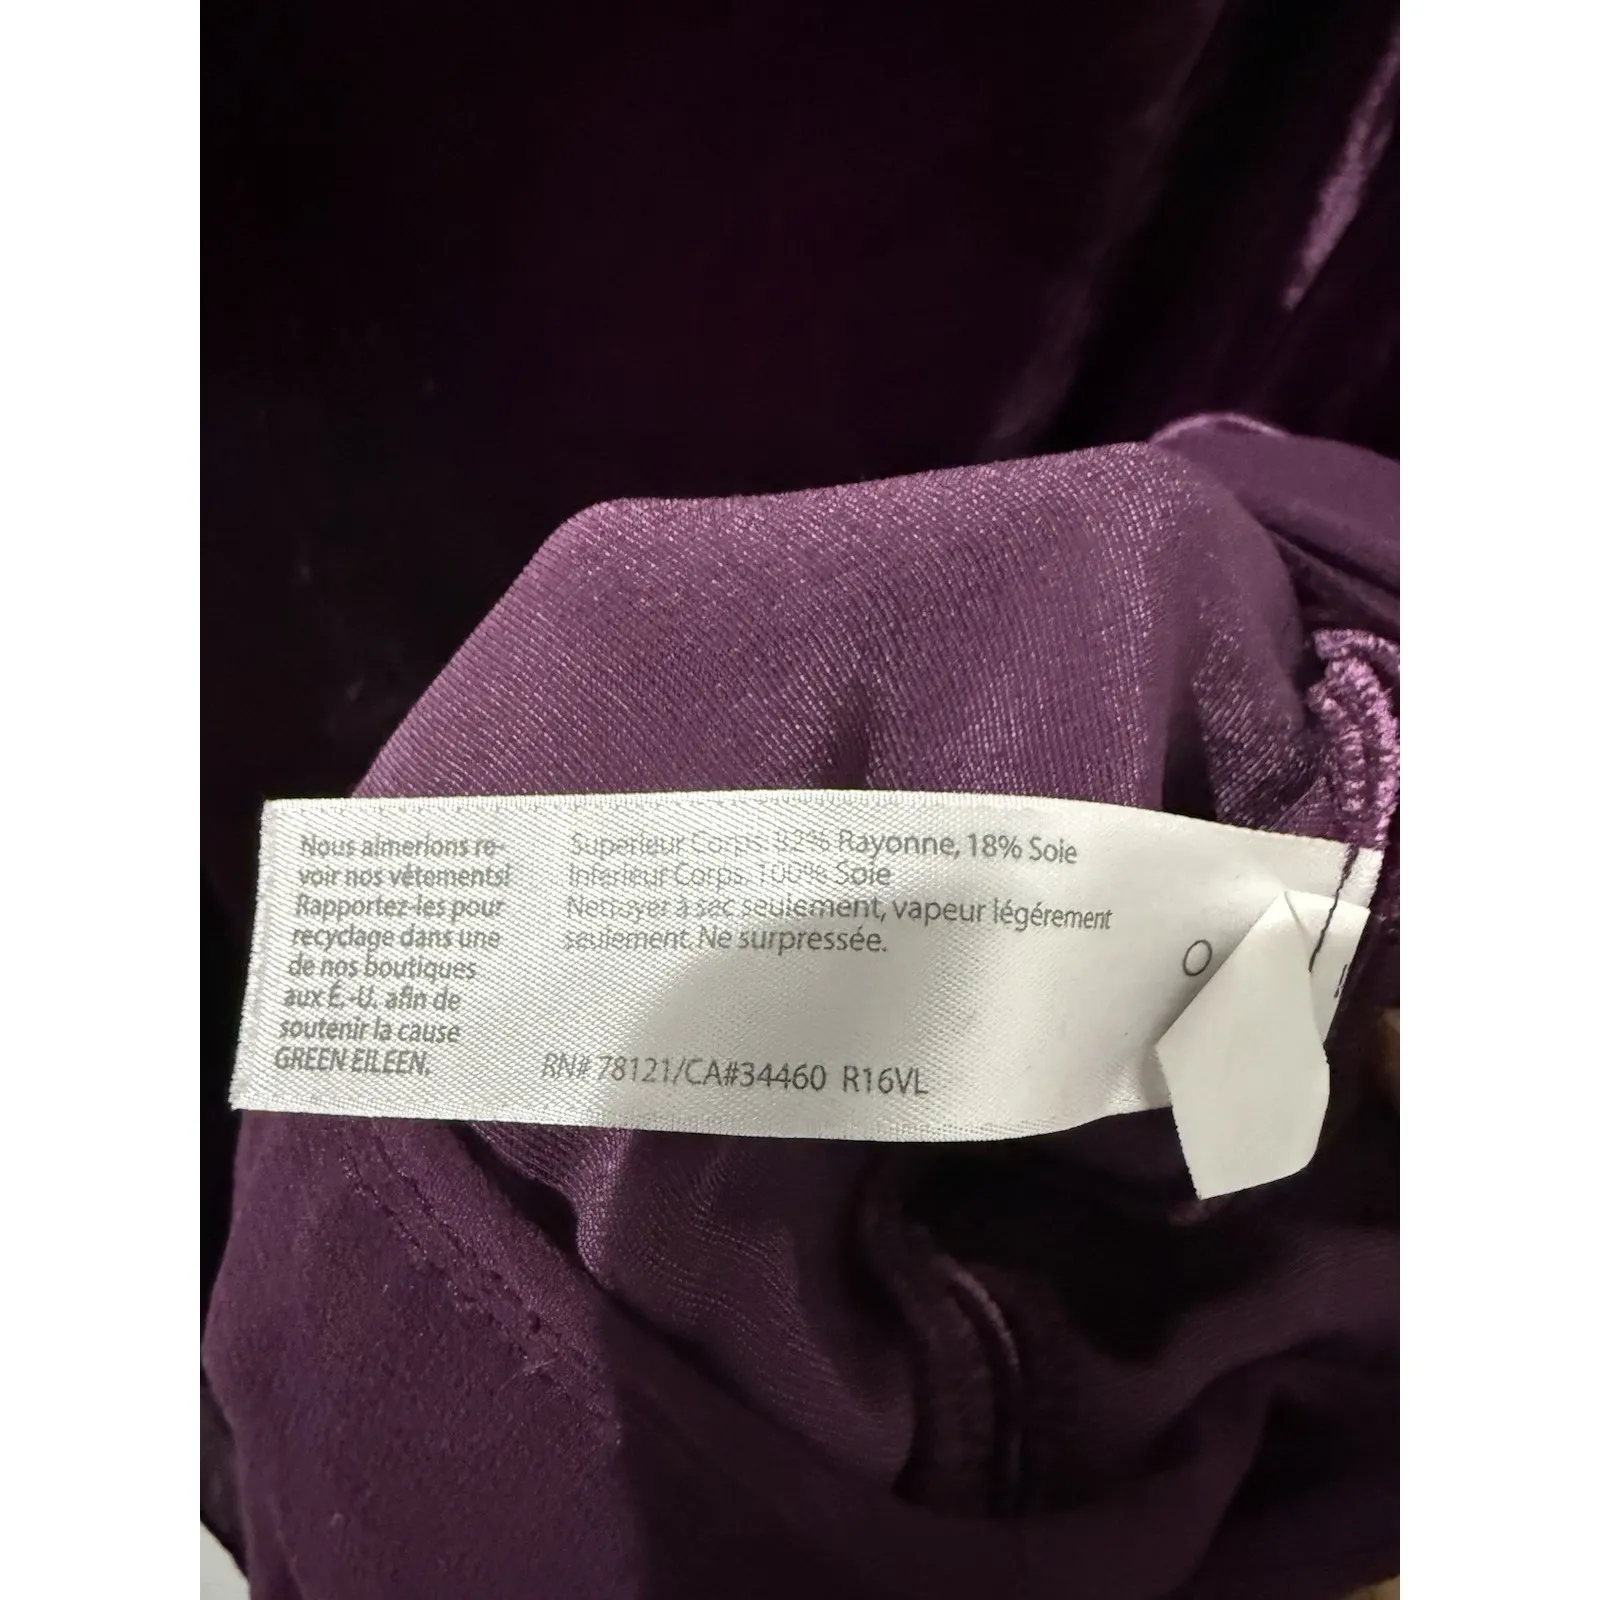 Nous aimerions re-
voir nos vêtements!
Rapportez-les pour
recyclage dans une
de nos boutiques
aux É.-U. afin de
soutenir la cause
GREEN EILEEN.
Superieur Corps: 82% Rayonne, 18% Soie
Inferieur Corps: 100% Soie
Nettoyer à sec seulement, vapeur légérement
seulement. Ne surpressée.
RN# 78121/CA#34460 R16VL